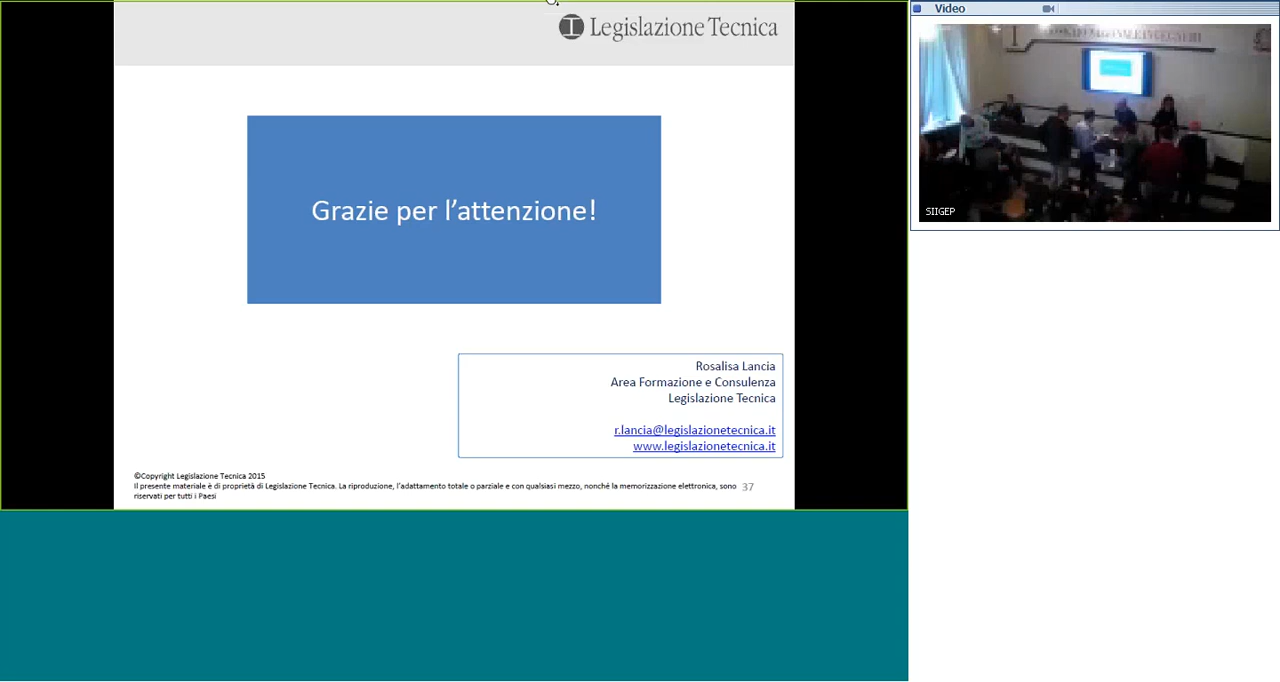 Legislazione Tecnica
Video
Grazie per l'attenzione!
SIIGEP
Rosalisa Lancia
Area Formazione e Consulenza
Legislazione Tecnica
r.lancia@legislazionetecnica.it
www.legislazionetecnica.it
©Copyright Legislazione Tecnica 2015
Il presente materiale è di proprietà di Legislazione Tecnica. La riproduzione, l'adattamento totale o parziale e con qualsiasi mezzo, nonché la memorizzazione elettronica, sono
riservati per tutti i Paesi
37